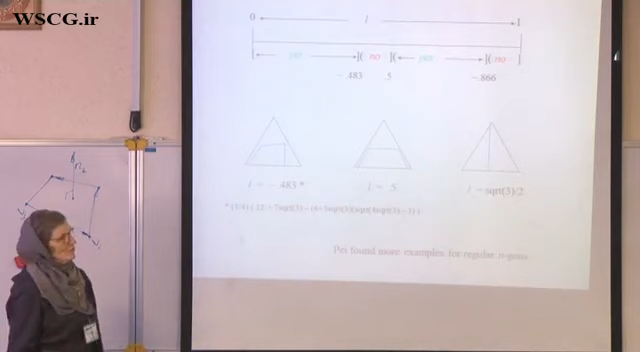 WSCG.ir
0 l 1
yes ](no ](yes ](no ]
~ .483 .5 ~.866
l = ~ .483 * l = .5 l = sqrt(3)/2
Pei found more examples for regular n-gons